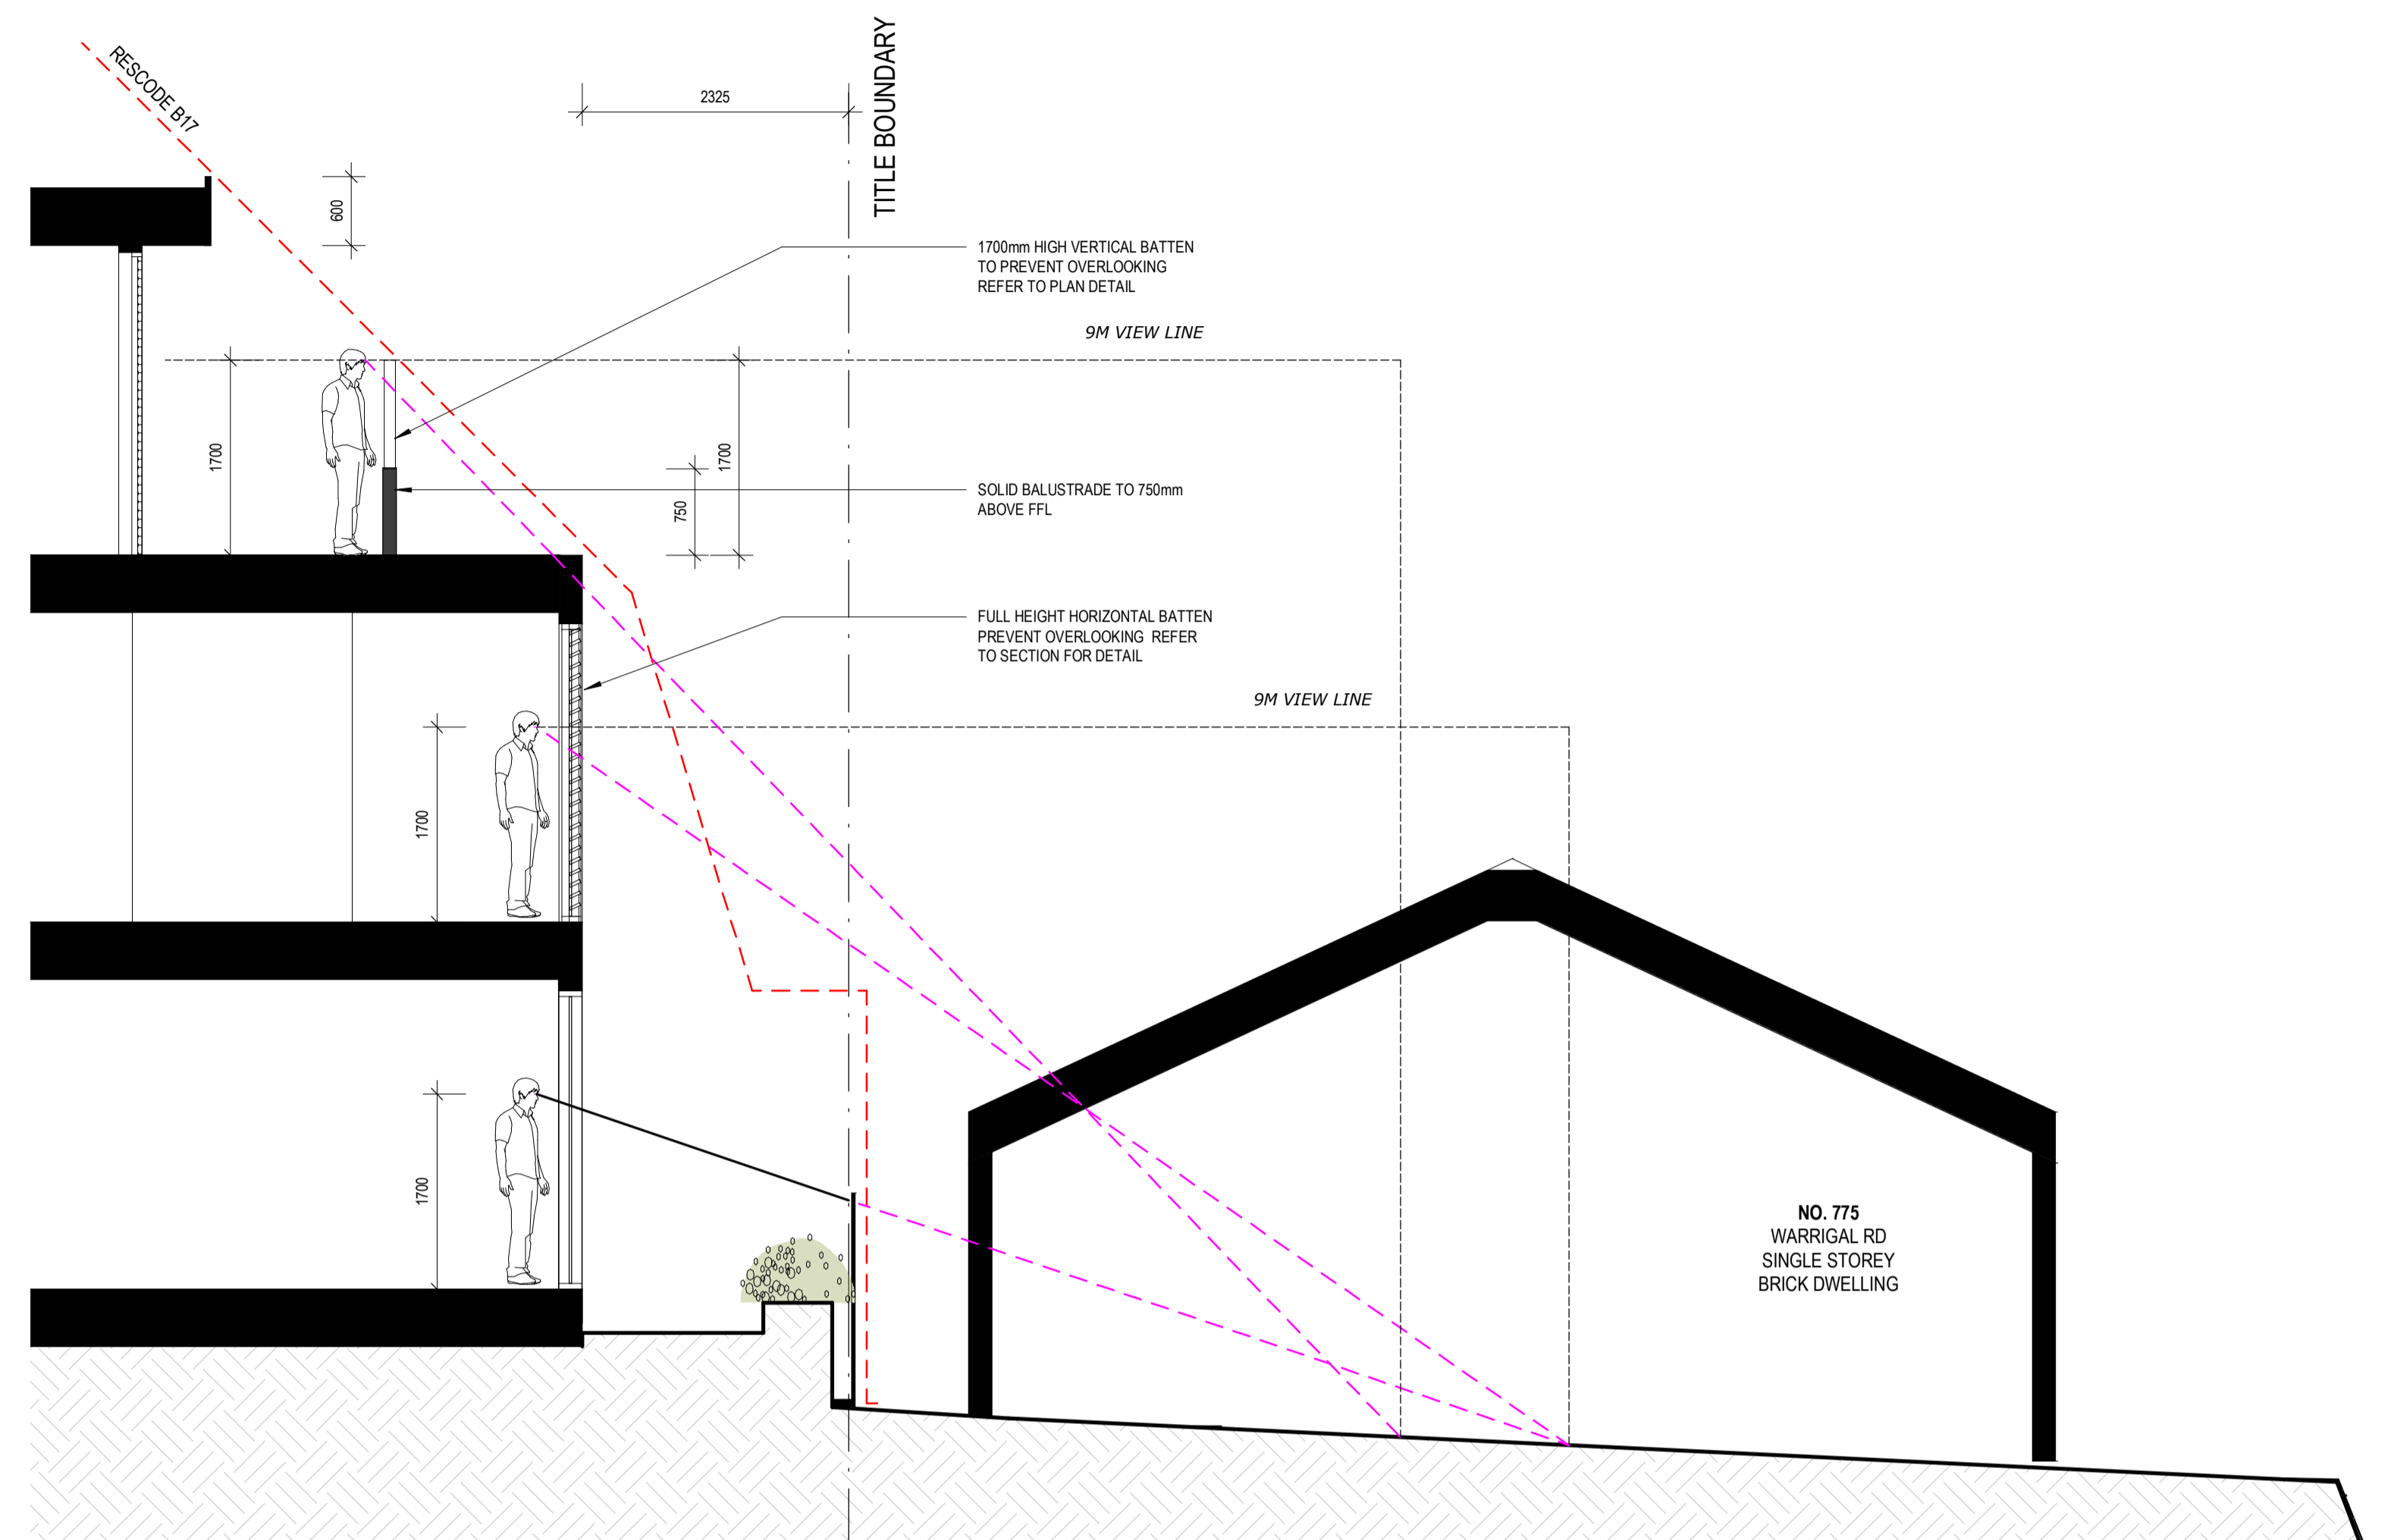 RESCODE B17
2325
TITLE BOUNDARY
600
1700mm HIGH VERTICAL BATTEN
TO PREVENT OVERLOOKING
REFER TO PLAN DETAIL
9M VIEW LINE
1700
1700
750
SOLID BALUSTRADE TO 750mm
ABOVE FFL
FULL HEIGHT HORIZONTAL BATTEN
PREVENT OVERLOOKING REFER
TO SECTION FOR DETAIL
9M VIEW LINE
1700
1700
NO. 775
WARRIGAL RD
SINGLE STOREY
BRICK DWELLING